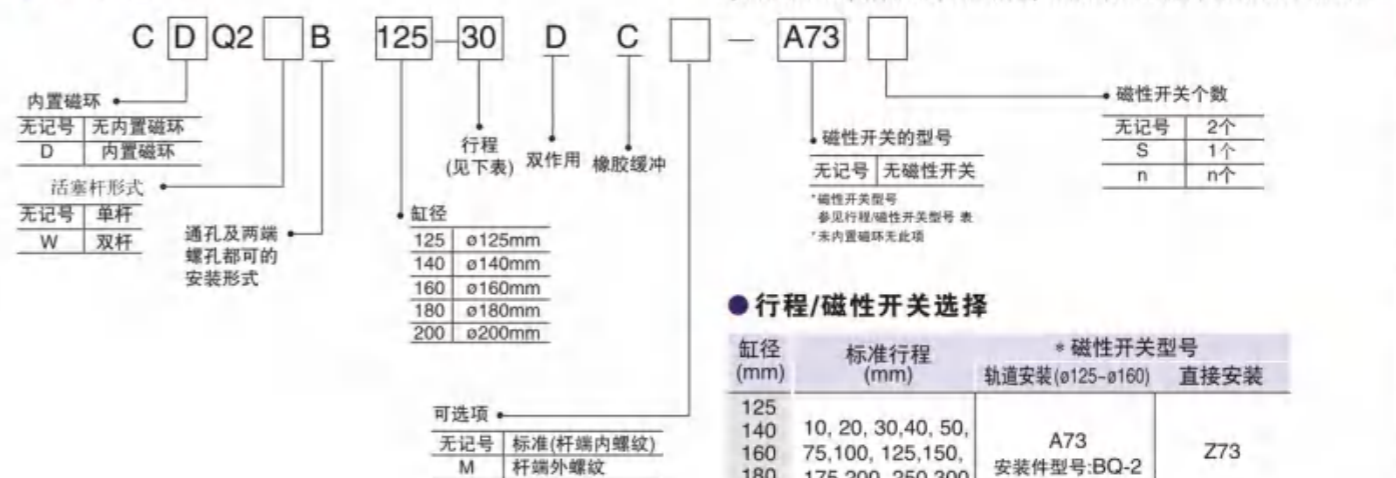 C D Q2 B 125-30 D C — A73
内置磁环
无记号 无内置磁环
D 内置磁环
活塞杆形式
无记号 单杆
W 双杆
通孔及两端
螺孔都可的
安装形式
缸径
125 ø125mm
140 ø140mm
160 ø160mm
180 ø180mm
200 ø200mm
行程
(见下表)
双作用
橡胶缓冲
可选项
无记号 标准(杆端内螺纹)
M 杆端外螺纹
磁性开关的型号
无记号 无磁性开关
*磁性开关型号
参见行程/磁性开关型号 表
*未内置磁环无此项
磁性开关个数
无记号 2个
S 1个
n n个
●行程/磁性开关选择
缸径
(mm)
标准行程
(mm)
*磁性开关型号
轨道安装(ø125~ø160) 直接安装
125
140
160
180
10, 20, 30,40, 50,
75,100, 125,150,
175,200, 250,300
A73
安装件型号:BQ-2
Z73